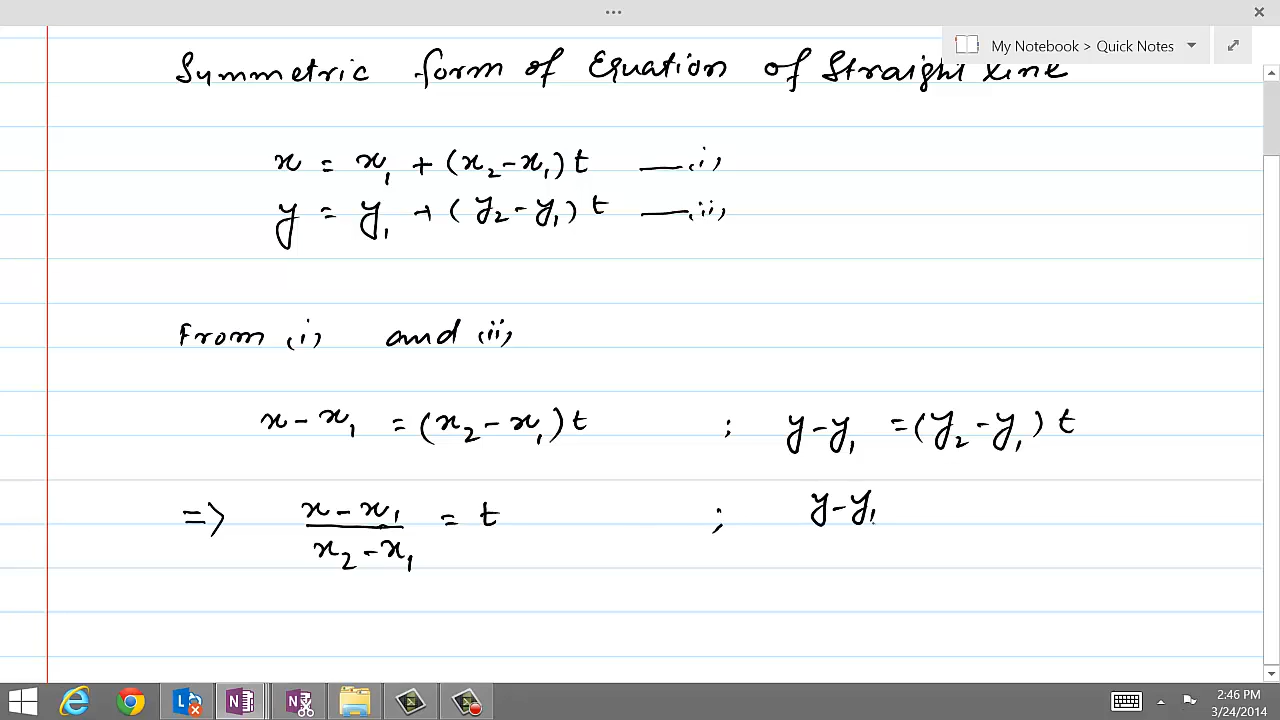 ...
My Notebook > Quick Notes
Symmetric form of Equation of Straight Line
x = x₁ + (x₂ - x₁) t —(i)
y = y₁ + (y₂ - y₁) t —(ii)
From (i) and (ii)
x - x₁ = (x₂ - x₁) t ; y - y₁ = (y₂ - y₁) t
=> x - x₁ / x₂ - x₁ = t ; y - y₁
2:46 PM
3/24/2014